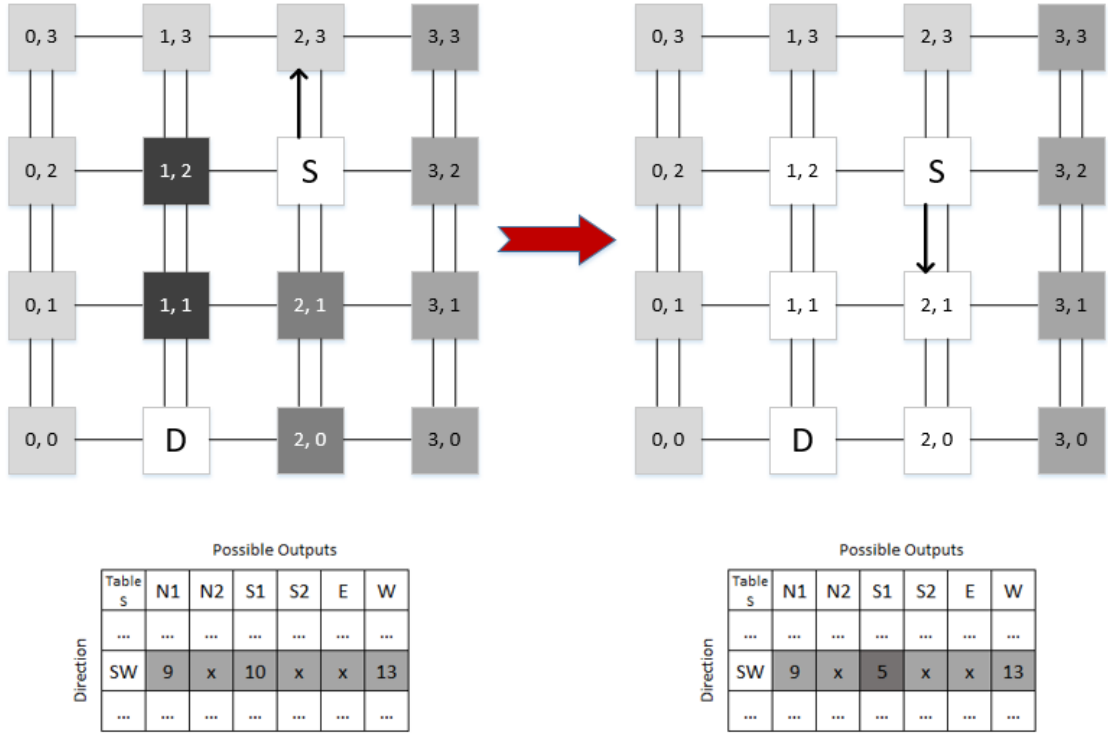 0, 3 1, 3 2, 3 3, 3
0, 2 1, 2 S 3, 2
0, 1 1, 1 2, 1 3, 1
0, 0 D 2, 0 3, 0
Possible Outputs
Direction
Table S N1 N2 S1 S2 E W
... ... ... ... ... ... ...
SW 9 x 10 x x 13
... ... ... ... ... ... ...
0, 3 1, 3 2, 3 3, 3
0, 2 1, 2 S 3, 2
0, 1 1, 1 2, 1 3, 1
0, 0 D 2, 0 3, 0
Possible Outputs
Direction
Table S N1 N2 S1 S2 E W
... ... ... ... ... ... ...
SW 9 x 5 x x 13
... ... ... ... ... ... ...